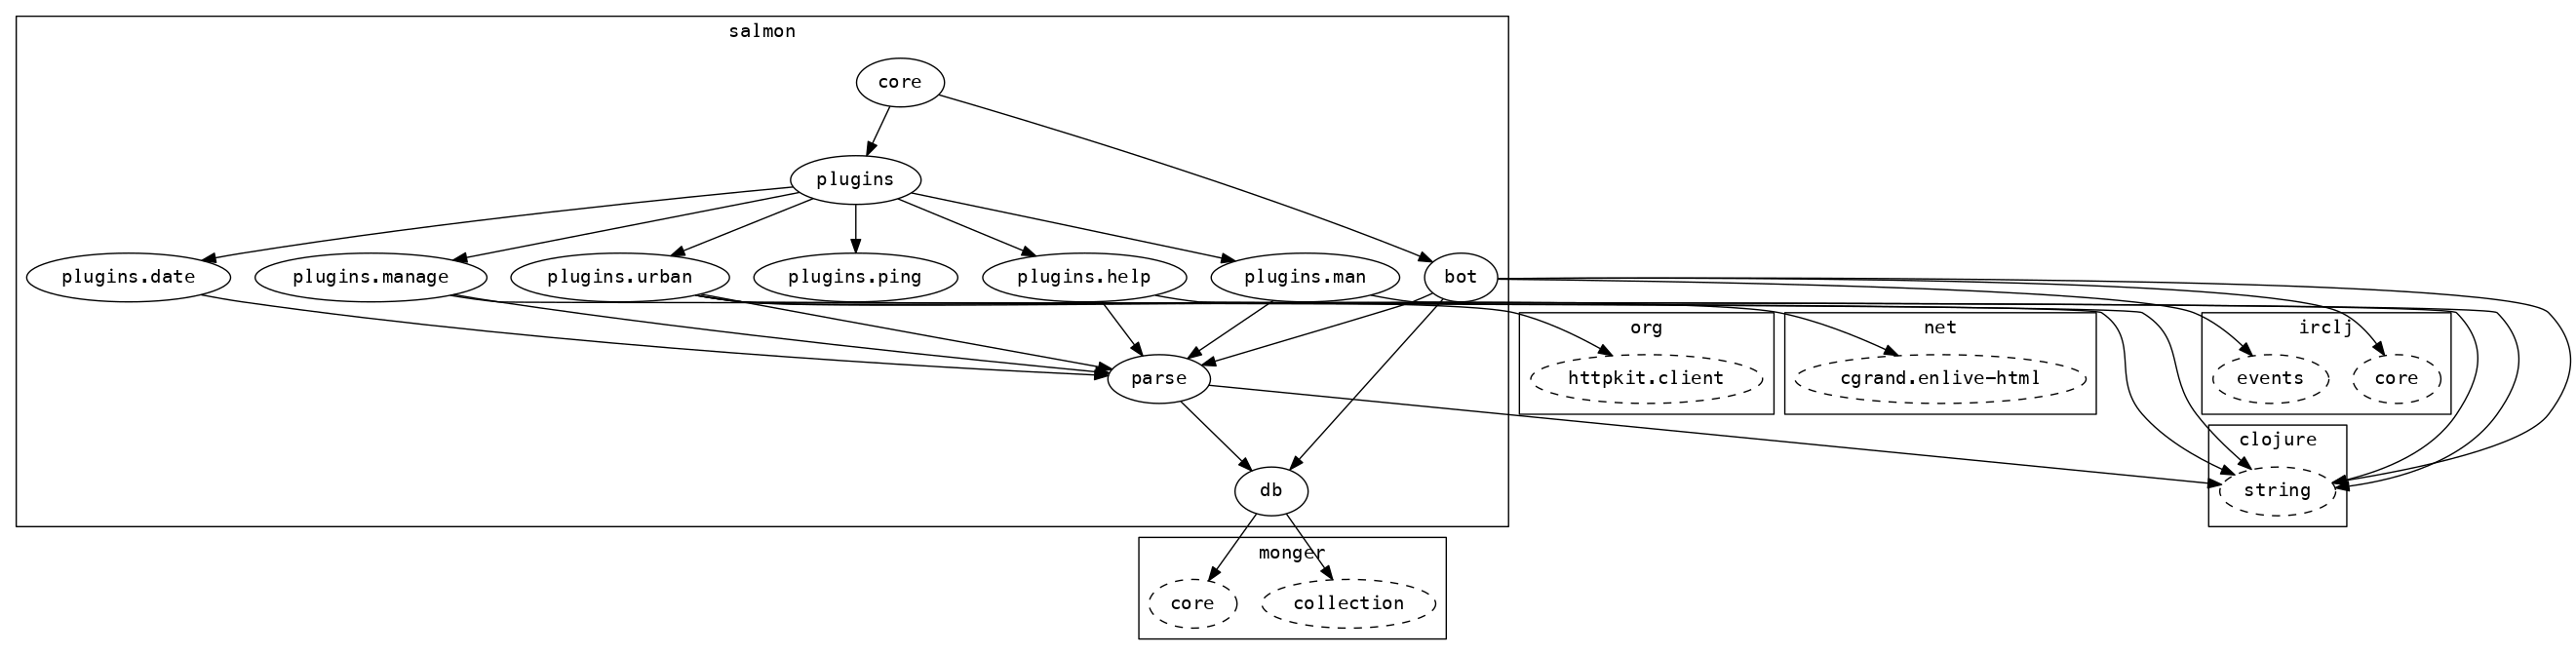 salmon
core
plugins
plugins.date
plugins.manage
plugins.urban
plugins.ping
plugins.help
plugins.man
bot
org
net
irclj
parse
httpkit.client
cgrand.enlive-html
events
core
clojure
db
string
monger
core
collection